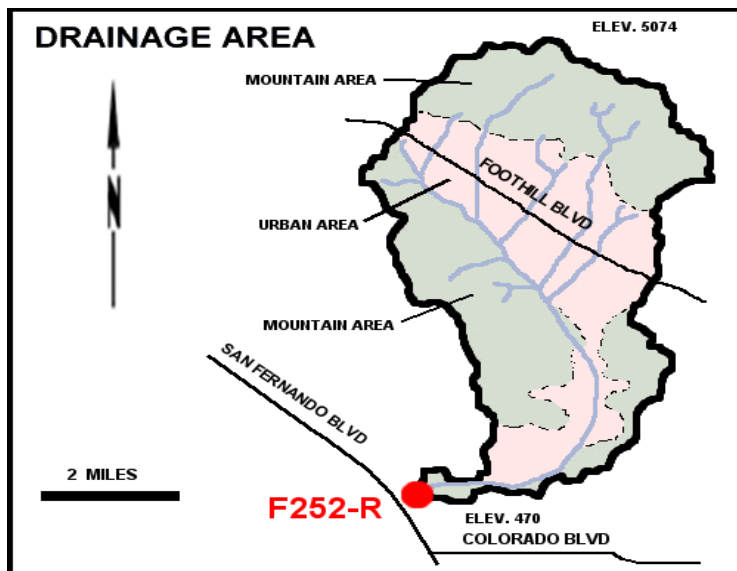 DRAINAGE AREA
ELEV. 5074
MOUNTAIN AREA
N
FOOTHILL BLVD
URBAN AREA
MOUNTAIN AREA
SAN FERNANDO BLVD
2 MILES
F252-R
ELEV. 470
COLORADO BLVD